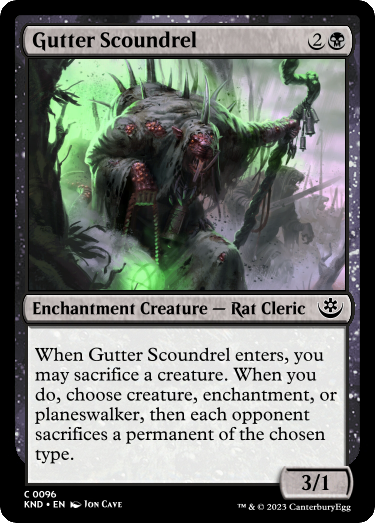 Gutter Scoundrel 2
Enchantment Creature — Rat Cleric
When Gutter Scoundrel enters, you
may sacrifice a creature. When you
do, choose creature, enchantment, or
planeswalker, then each opponent
sacrifices a permanent of the chosen
type.
3/1
C 0096
KND • EN Jon Cave
™ & © 2023 CanterburyEgg